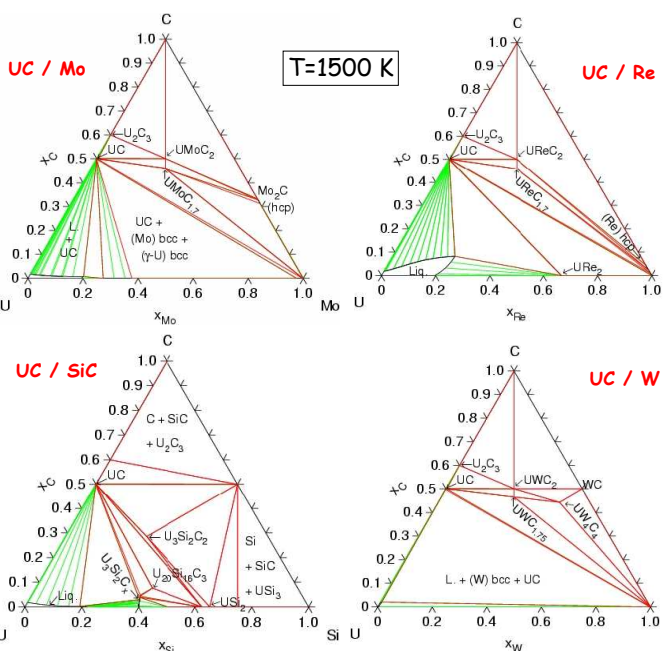 UC / Mo
C
T=1500 K
C
UC / Re
1.0
0.9
0.8
0.7
0.6
0.5
0.4
0.3
0.2
0.1
0
x_C
U₂C₃
UC
UMoC₂
UMoC₁.₇
Mo₂C
(hcp)
L
+
UC
UC +
(Mo) bcc +
(γ-U) bcc
U
0
0.2
0.4
0.6
0.8
1.0
Mo
x_Mo
1.0
0.9
0.8
0.7
0.6
0.5
0.4
0.3
0.2
0.1
0
x_C
U₂C₃
UC
UReC₂
UReC₁.₇
(Re) hcp→
Liq.
URe₂
U
0
0.2
0.4
0.6
0.8
1.0
x_Re
UC / SiC
C
C
UC / W
1.0
0.9
0.8
0.7
0.6
0.5
0.4
0.3
0.2
0.1
0
x_C
C + SiC
+ U₂C₃
UC
U₃Si₂C₂
U₃Si₂Cₓ
U₂₀Si₁₆C₃
Si
+ SiC
+ USi₃
Liq.
USi₂
U
0
0.2
0.4
0.6
0.8
1.0
Si
x_Si
1.0
0.9
0.8
0.7
0.6
0.5
0.4
0.3
0.2
0.1
0
x_C
U₂C₃
UC
UWC₂
WC
UWC₁.₇₅
UW₄C₄
L. + (W) bcc + UC
U
0
0.2
0.4
0.6
0.8
1.0
x_W